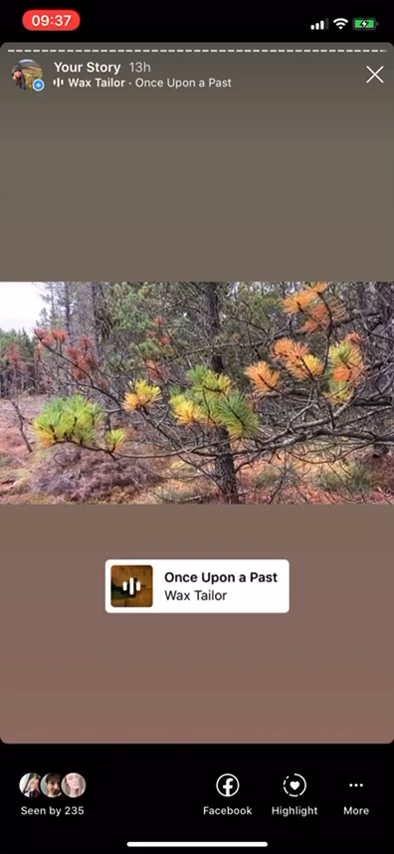 09:37
Your Story 13h
Wax Tailor · Once Upon a Past
Once Upon a Past
Wax Tailor
Seen by 235
Facebook
Highlight
More